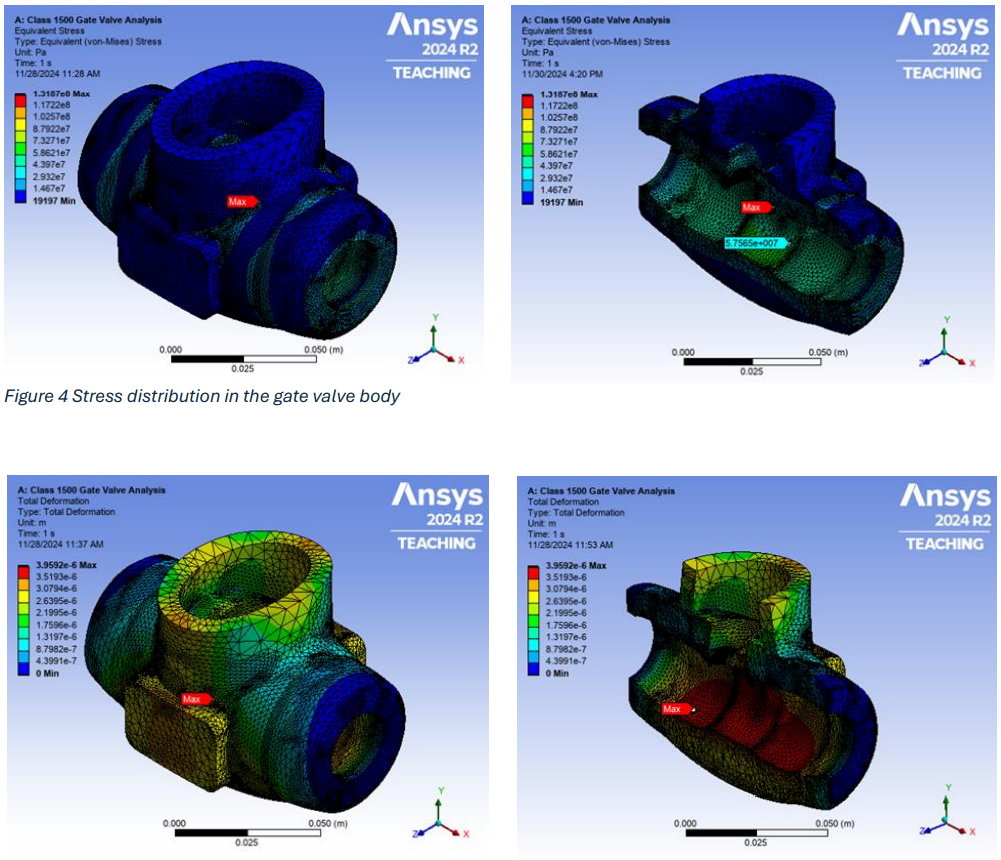 A: Class 1500 Gate Valve Analysis
Equivalent Stress
Type: Equivalent (von-Mises) Stress
Unit: Pa
Time: 1 s
11/28/2024 11:28 AM
1.3187e8 Max
1.1722e8
1.0257e8
8.7922e7
7.3271e7
5.8621e7
4.397e7
2.932e7
1.467e7
19197 Min
Ansys
2024 R2
TEACHING
Max
0.000
0.050 (m)
0.025
Y
Z
X
A: Class 1500 Gate Valve Analysis
Equivalent Stress
Type: Equivalent (von-Mises) Stress
Unit: Pa
Time: 1 s
11/30/2024 4:20 PM
1.3187e8 Max
1.1722e8
1.0257e8
8.7922e7
7.3271e7
5.8621e7
4.397e7
2.932e7
1.467e7
19197 Min
Ansys
2024 R2
TEACHING
Max
5.7565e+007
0.000
0.050 (m)
0.025
Y
Z
X
Figure 4 Stress distribution in the gate valve body
A: Class 1500 Gate Valve Analysis
Total Deformation
Type: Total Deformation
Unit: m
Time: 1 s
11/28/2024 11:37 AM
3.9592e-6 Max
3.5193e-6
3.0794e-6
2.6395e-6
2.1995e-6
1.7596e-6
1.3197e-6
8.7982e-7
4.3991e-7
0 Min
Ansys
2024 R2
TEACHING
Max
0.000
0.050 (m)
0.025
Y
Z
X
A: Class 1500 Gate Valve Analysis
Total Deformation
Type: Total Deformation
Unit: m
Time: 1 s
11/28/2024 11:53 AM
3.9592e-6 Max
3.5193e-6
3.0794e-6
2.6395e-6
2.1995e-6
1.7596e-6
1.3197e-6
8.7982e-7
4.3991e-7
0 Min
Ansys
2024 R2
TEACHING
Max
0.000
0.050 (m)
0.025
Y
Z
X